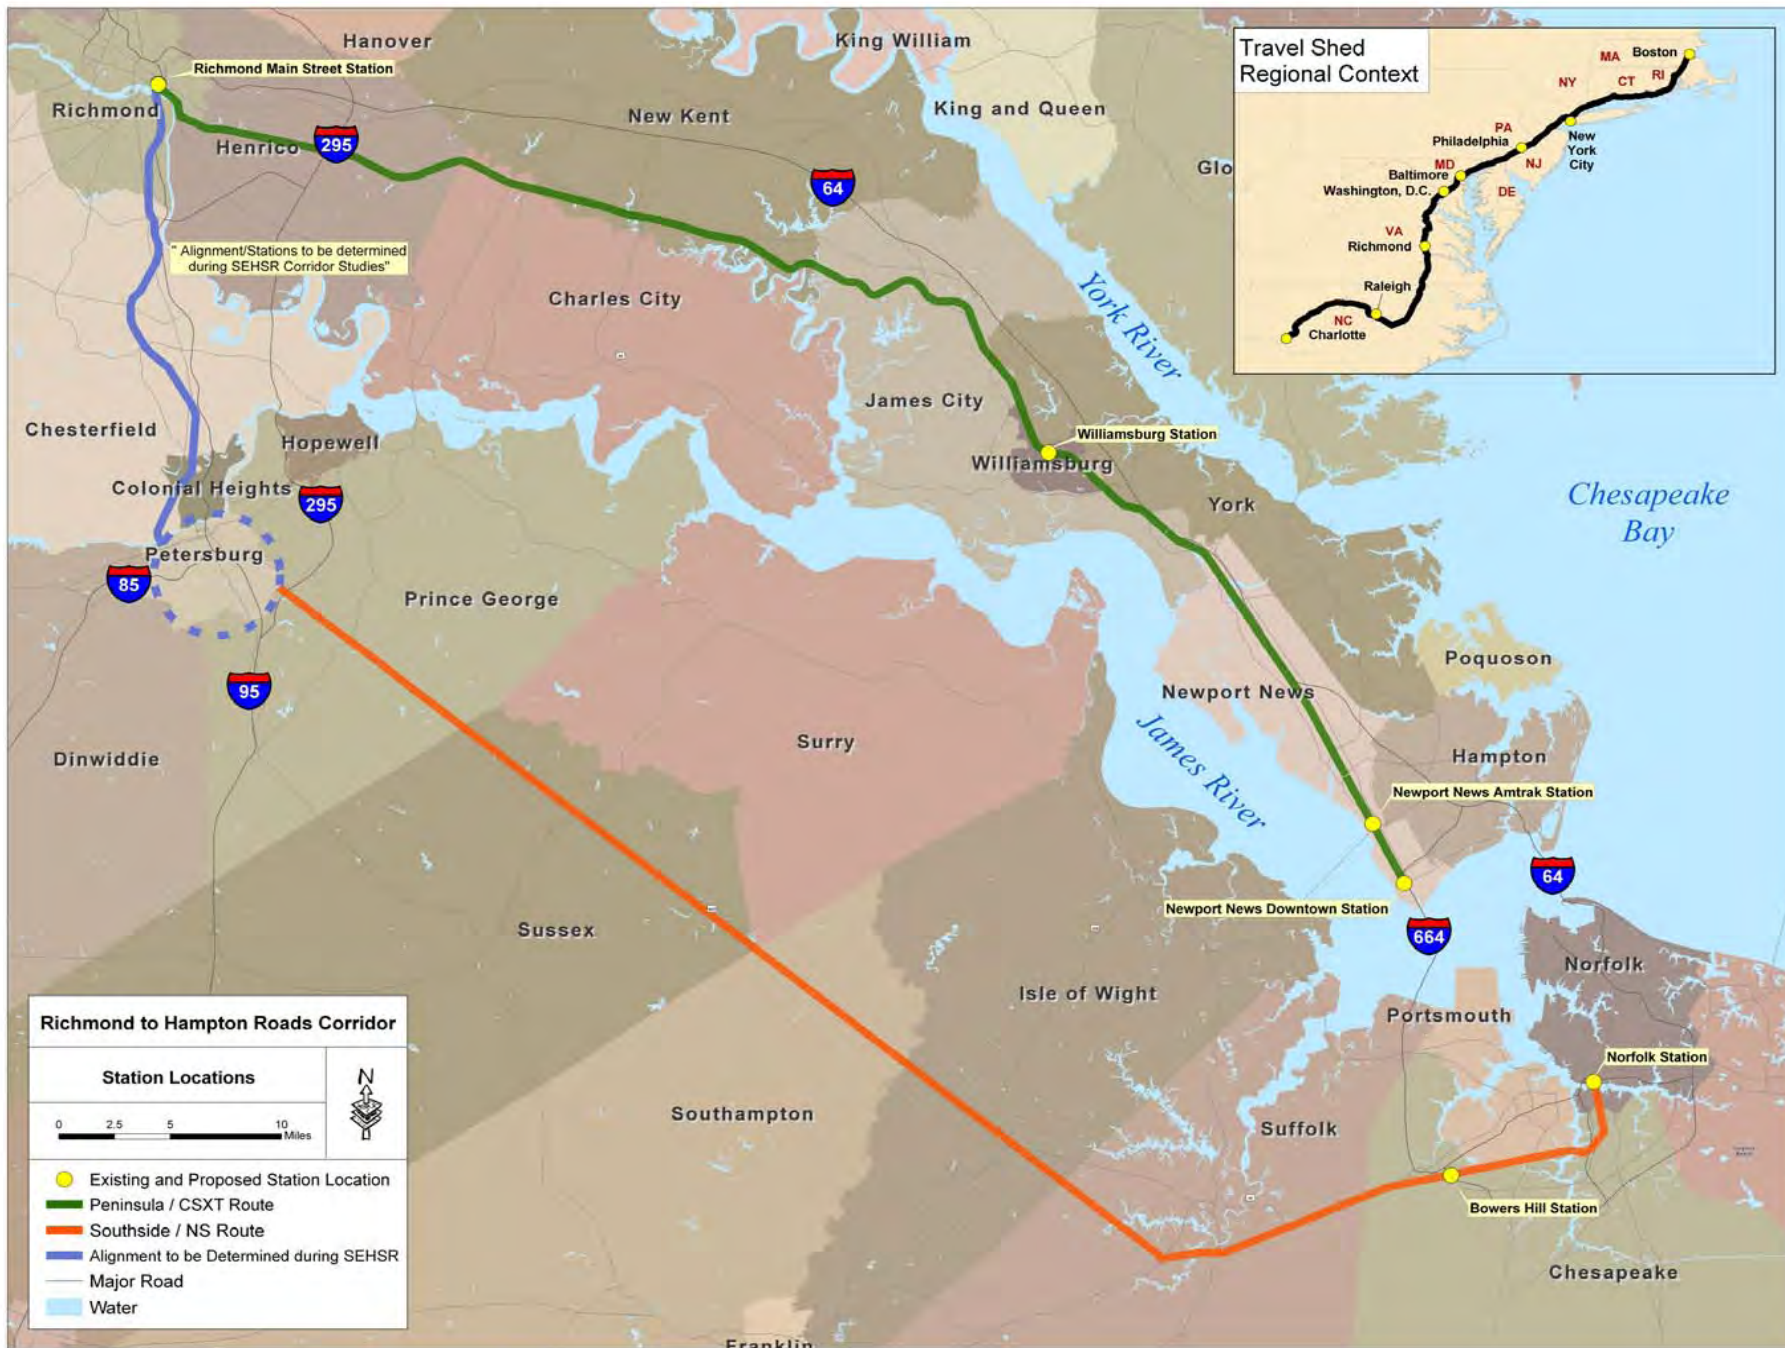 Hanover
King William
Richmond Main Street Station
Richmond
Henrico
295
New Kent
King and Queen
64
Glo
" Alignment/Stations to be determined
during SEHSR Corridor Studies"
Charles City
York River
James City
Chesterfield
Hopewell
Williamsburg Station
Williamsburg
Colonial Heights
295
York
Chesapeake
Bay
Petersburg
85
Prince George
Poquoson
95
Newport News
James River
Dinwiddie
Surry
Hampton
Newport News Amtrak Station
64
Newport News Downtown Station
664
Sussex
Norfolk
Isle of Wight
Portsmouth
Norfolk Station
Southampton
Suffolk
Bowers Hill Station
Chesapeake
Franklin
Travel Shed
Regional Context
Boston
MA
NY
CT
RI
PA
Philadelphia
New
York
City
MD
NJ
Baltimore
Washington, D.C.
DE
VA
Richmond
Raleigh
NC
Charlotte
Richmond to Hampton Roads Corridor
Station Locations
N
0 2.5 5 10
Miles
Existing and Proposed Station Location
Peninsula / CSXT Route
Southside / NS Route
Alignment to be Determined during SEHSR
Major Road
Water